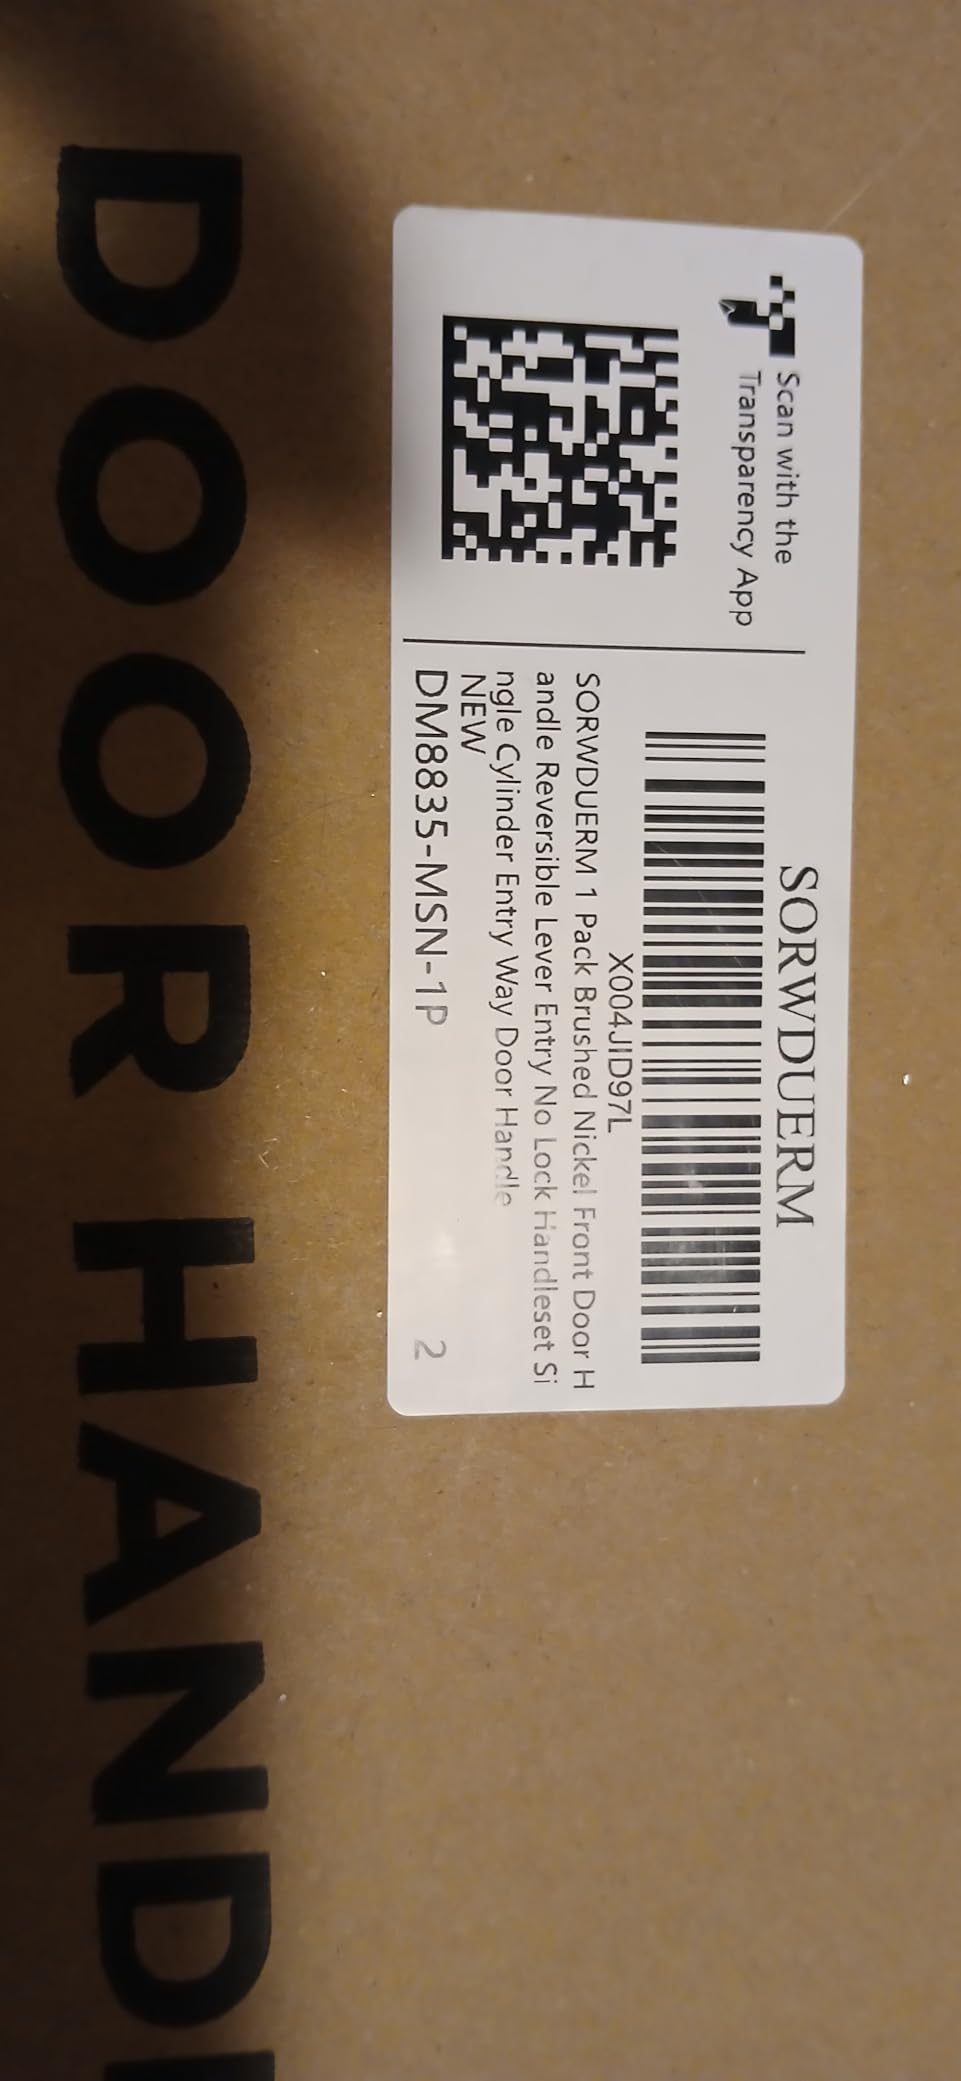 Scan with the
Transparency App
SORWDUERM
X004JID97L
SORWDUERM 1 Pack Brushed Nickel Front Door H
andle Reversible Lever Entry No Lock Handleset Si
ngle Cylinder Entry Way Door Handle
NEW
DM8835-MSN-1P
2
DOOR HAND